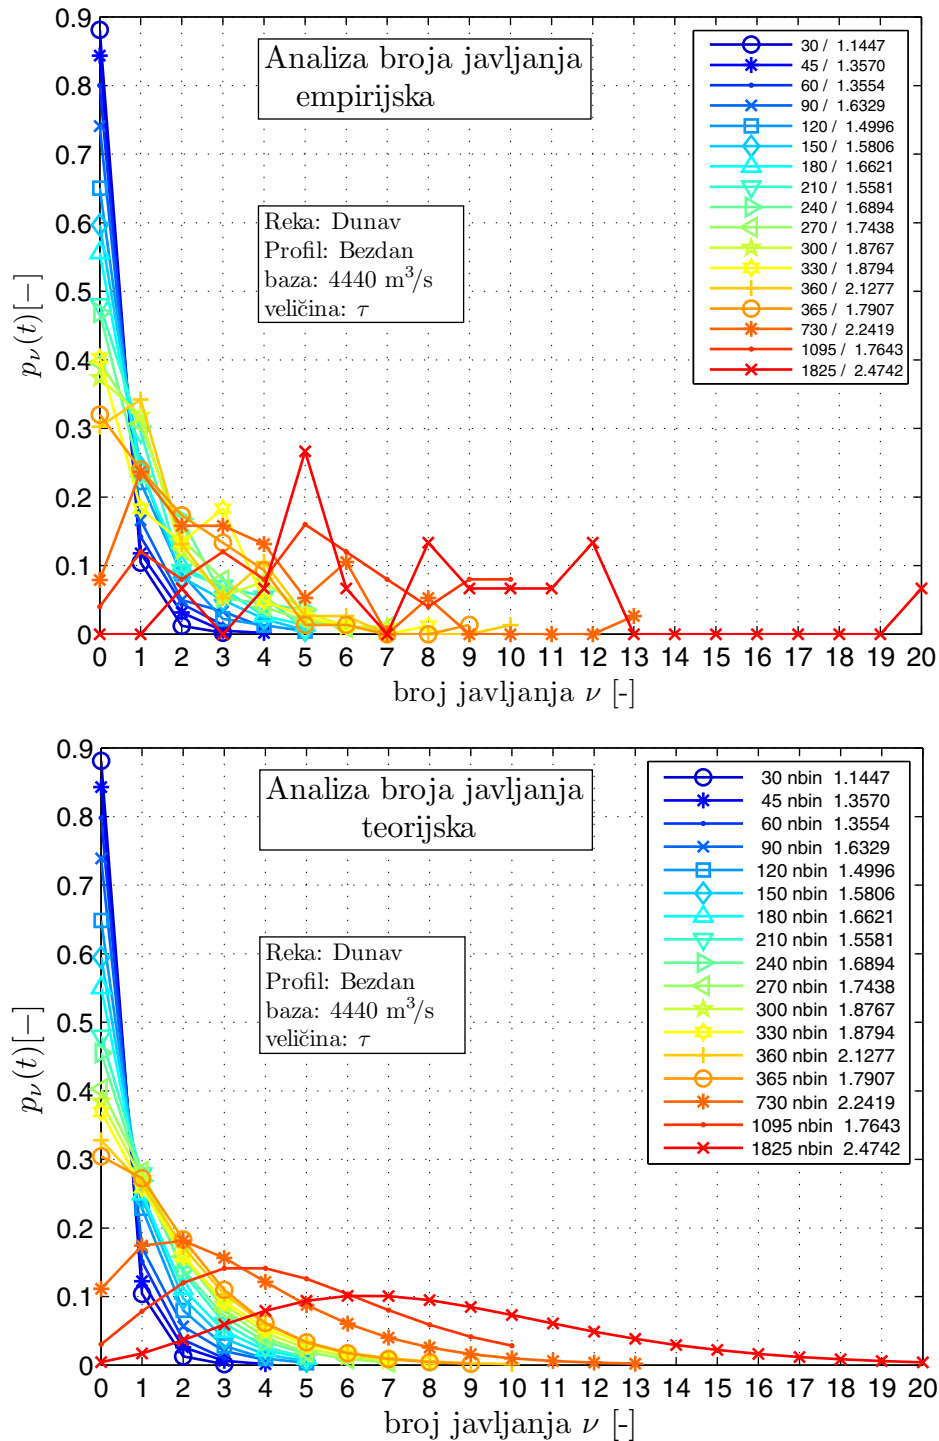 Analiza broja javljanja
empirijska
Reka: Dunav
Profil: Bezdan
baza: 4440 m³/s
veličina: τ
30 / 1.1447
45 / 1.3570
60 / 1.3554
90 / 1.6329
120 / 1.4996
150 / 1.5806
180 / 1.6621
210 / 1.5581
240 / 1.6894
270 / 1.7438
300 / 1.8767
330 / 1.8794
360 / 2.1277
365 / 1.7907
730 / 2.2419
1095 / 1.7643
1825 / 2.4742
pν(t)[−]
0.9
0.8
0.7
0.6
0.5
0.4
0.3
0.2
0.1
0
0 1 2 3 4 5 6 7 8 9 10 11 12 13 14 15 16 17 18 19 20
broj javljanja ν [-]
Analiza broja javljanja
teorijska
Reka: Dunav
Profil: Bezdan
baza: 4440 m³/s
veličina: τ
30 nbin 1.1447
45 nbin 1.3570
60 nbin 1.3554
90 nbin 1.6329
120 nbin 1.4996
150 nbin 1.5806
180 nbin 1.6621
210 nbin 1.5581
240 nbin 1.6894
270 nbin 1.7438
300 nbin 1.8767
330 nbin 1.8794
360 nbin 2.1277
365 nbin 1.7907
730 nbin 2.2419
1095 nbin 1.7643
1825 nbin 2.4742
pν(t)[−]
0.9
0.8
0.7
0.6
0.5
0.4
0.3
0.2
0.1
0
0 1 2 3 4 5 6 7 8 9 10 11 12 13 14 15 16 17 18 19 20
broj javljanja ν [-]